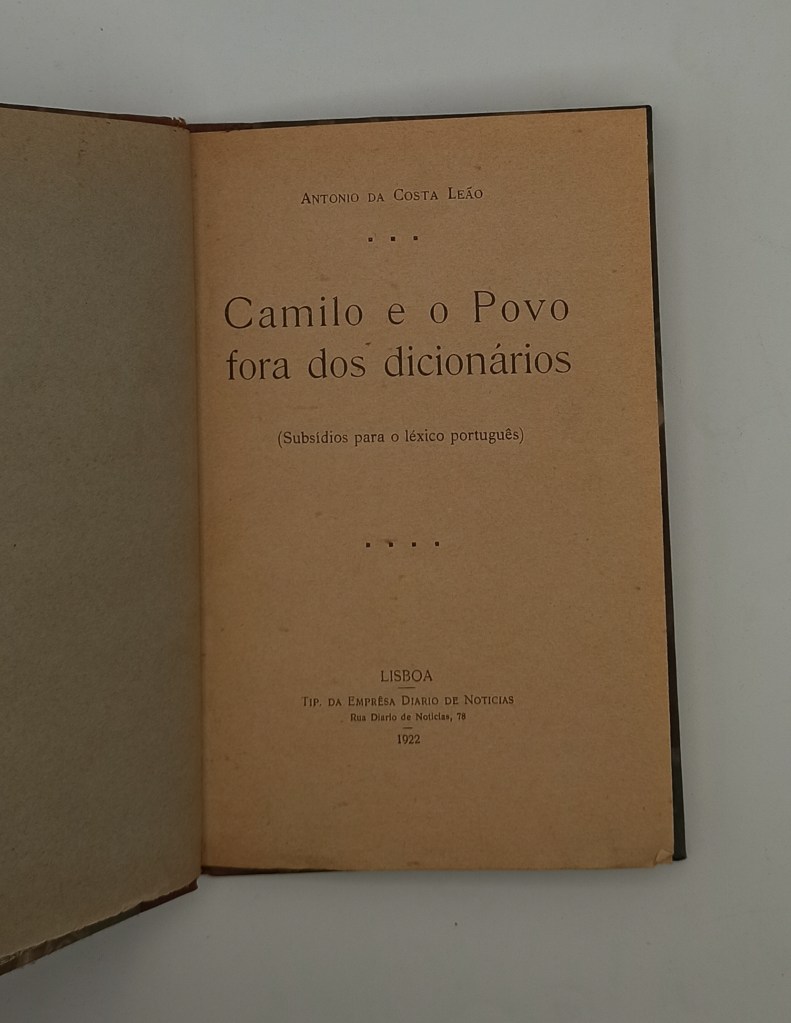 ANTONIO DA COSTA LEÃO
Camilo e o Povo
fora dos dicionários
(Subsídios para o léxico português)
LISBOA
TIP. DA EMPRÊSA DIARIO DE NOTICIAS
Rua Diario de Noticias, 78
1922